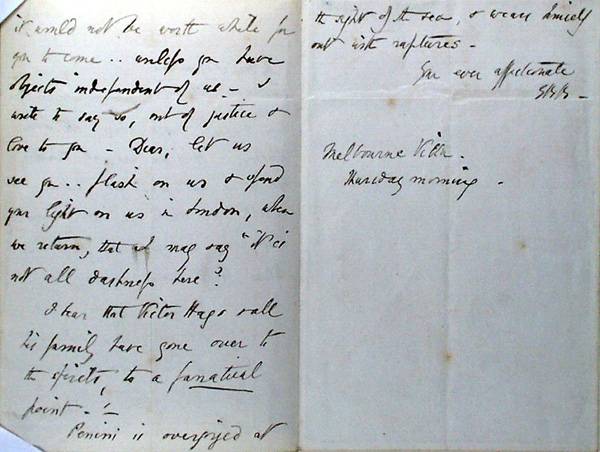 it would not be worth while for
you to come .. unless you have
objects independent of us - I
write to say so, out of justice &
love to you - Dear, let us
see you .. flash on us & spend
your light on us in London, when
we return, that we may say "It is
not all darkness here?
I hear that Victor Hugo & all
his family have gone over to
the spirits, to a fanatical
point - !-
Penini is overjoyed at
the sight of the sea, & wears himself
out with raptures -
Your ever affectionate
EBB -
Melbourne Villa.
Thursday morning -